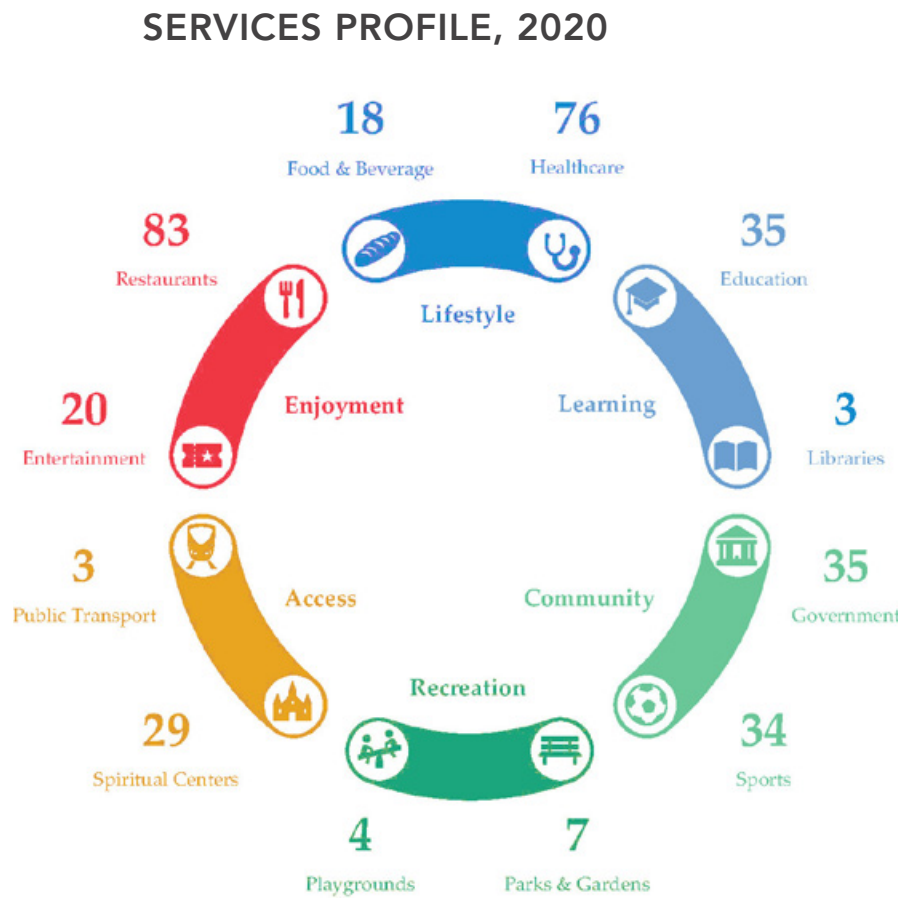 SERVICES PROFILE, 2020
18
Food & Beverage
76
Healthcare
83
Restaurants
35
Education
Lifestyle
Enjoyment
Learning
20
Entertainment
3
Libraries
3
Public Transport
Access
Community
35
Government
Recreation
29
Spiritual Centers
34
Sports
4
Playgrounds
7
Parks & Gardens